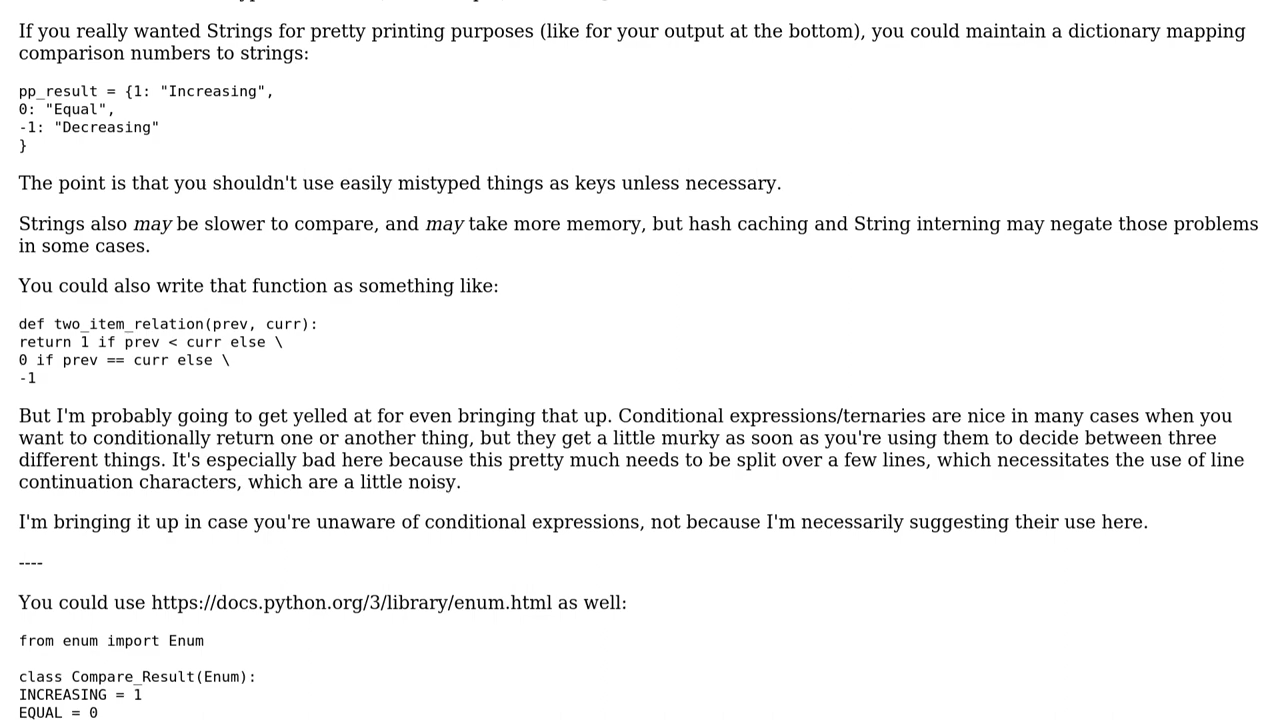 If you really wanted Strings for pretty printing purposes (like for your output at the bottom), you could maintain a dictionary mapping
comparison numbers to strings:
pp_result = {1: "Increasing",
0: "Equal",
-1: "Decreasing"
}
The point is that you shouldn't use easily mistyped things as keys unless necessary.
Strings also may be slower to compare, and may take more memory, but hash caching and String interning may negate those problems
in some cases.
You could also write that function as something like:
def two_item_relation(prev, curr):
return 1 if prev < curr else \
0 if prev == curr else \
-1
But I'm probably going to get yelled at for even bringing that up. Conditional expressions/ternaries are nice in many cases when you
want to conditionally return one or another thing, but they get a little murky as soon as you're using them to decide between three
different things. It's especially bad here because this pretty much needs to be split over a few lines, which necessitates the use of line
continuation characters, which are a little noisy.
I'm bringing it up in case you're unaware of conditional expressions, not because I'm necessarily suggesting their use here.
----
You could use https://docs.python.org/3/library/enum.html as well:
from enum import Enum
class Compare_Result(Enum):
INCREASING = 1
EQUAL = 0